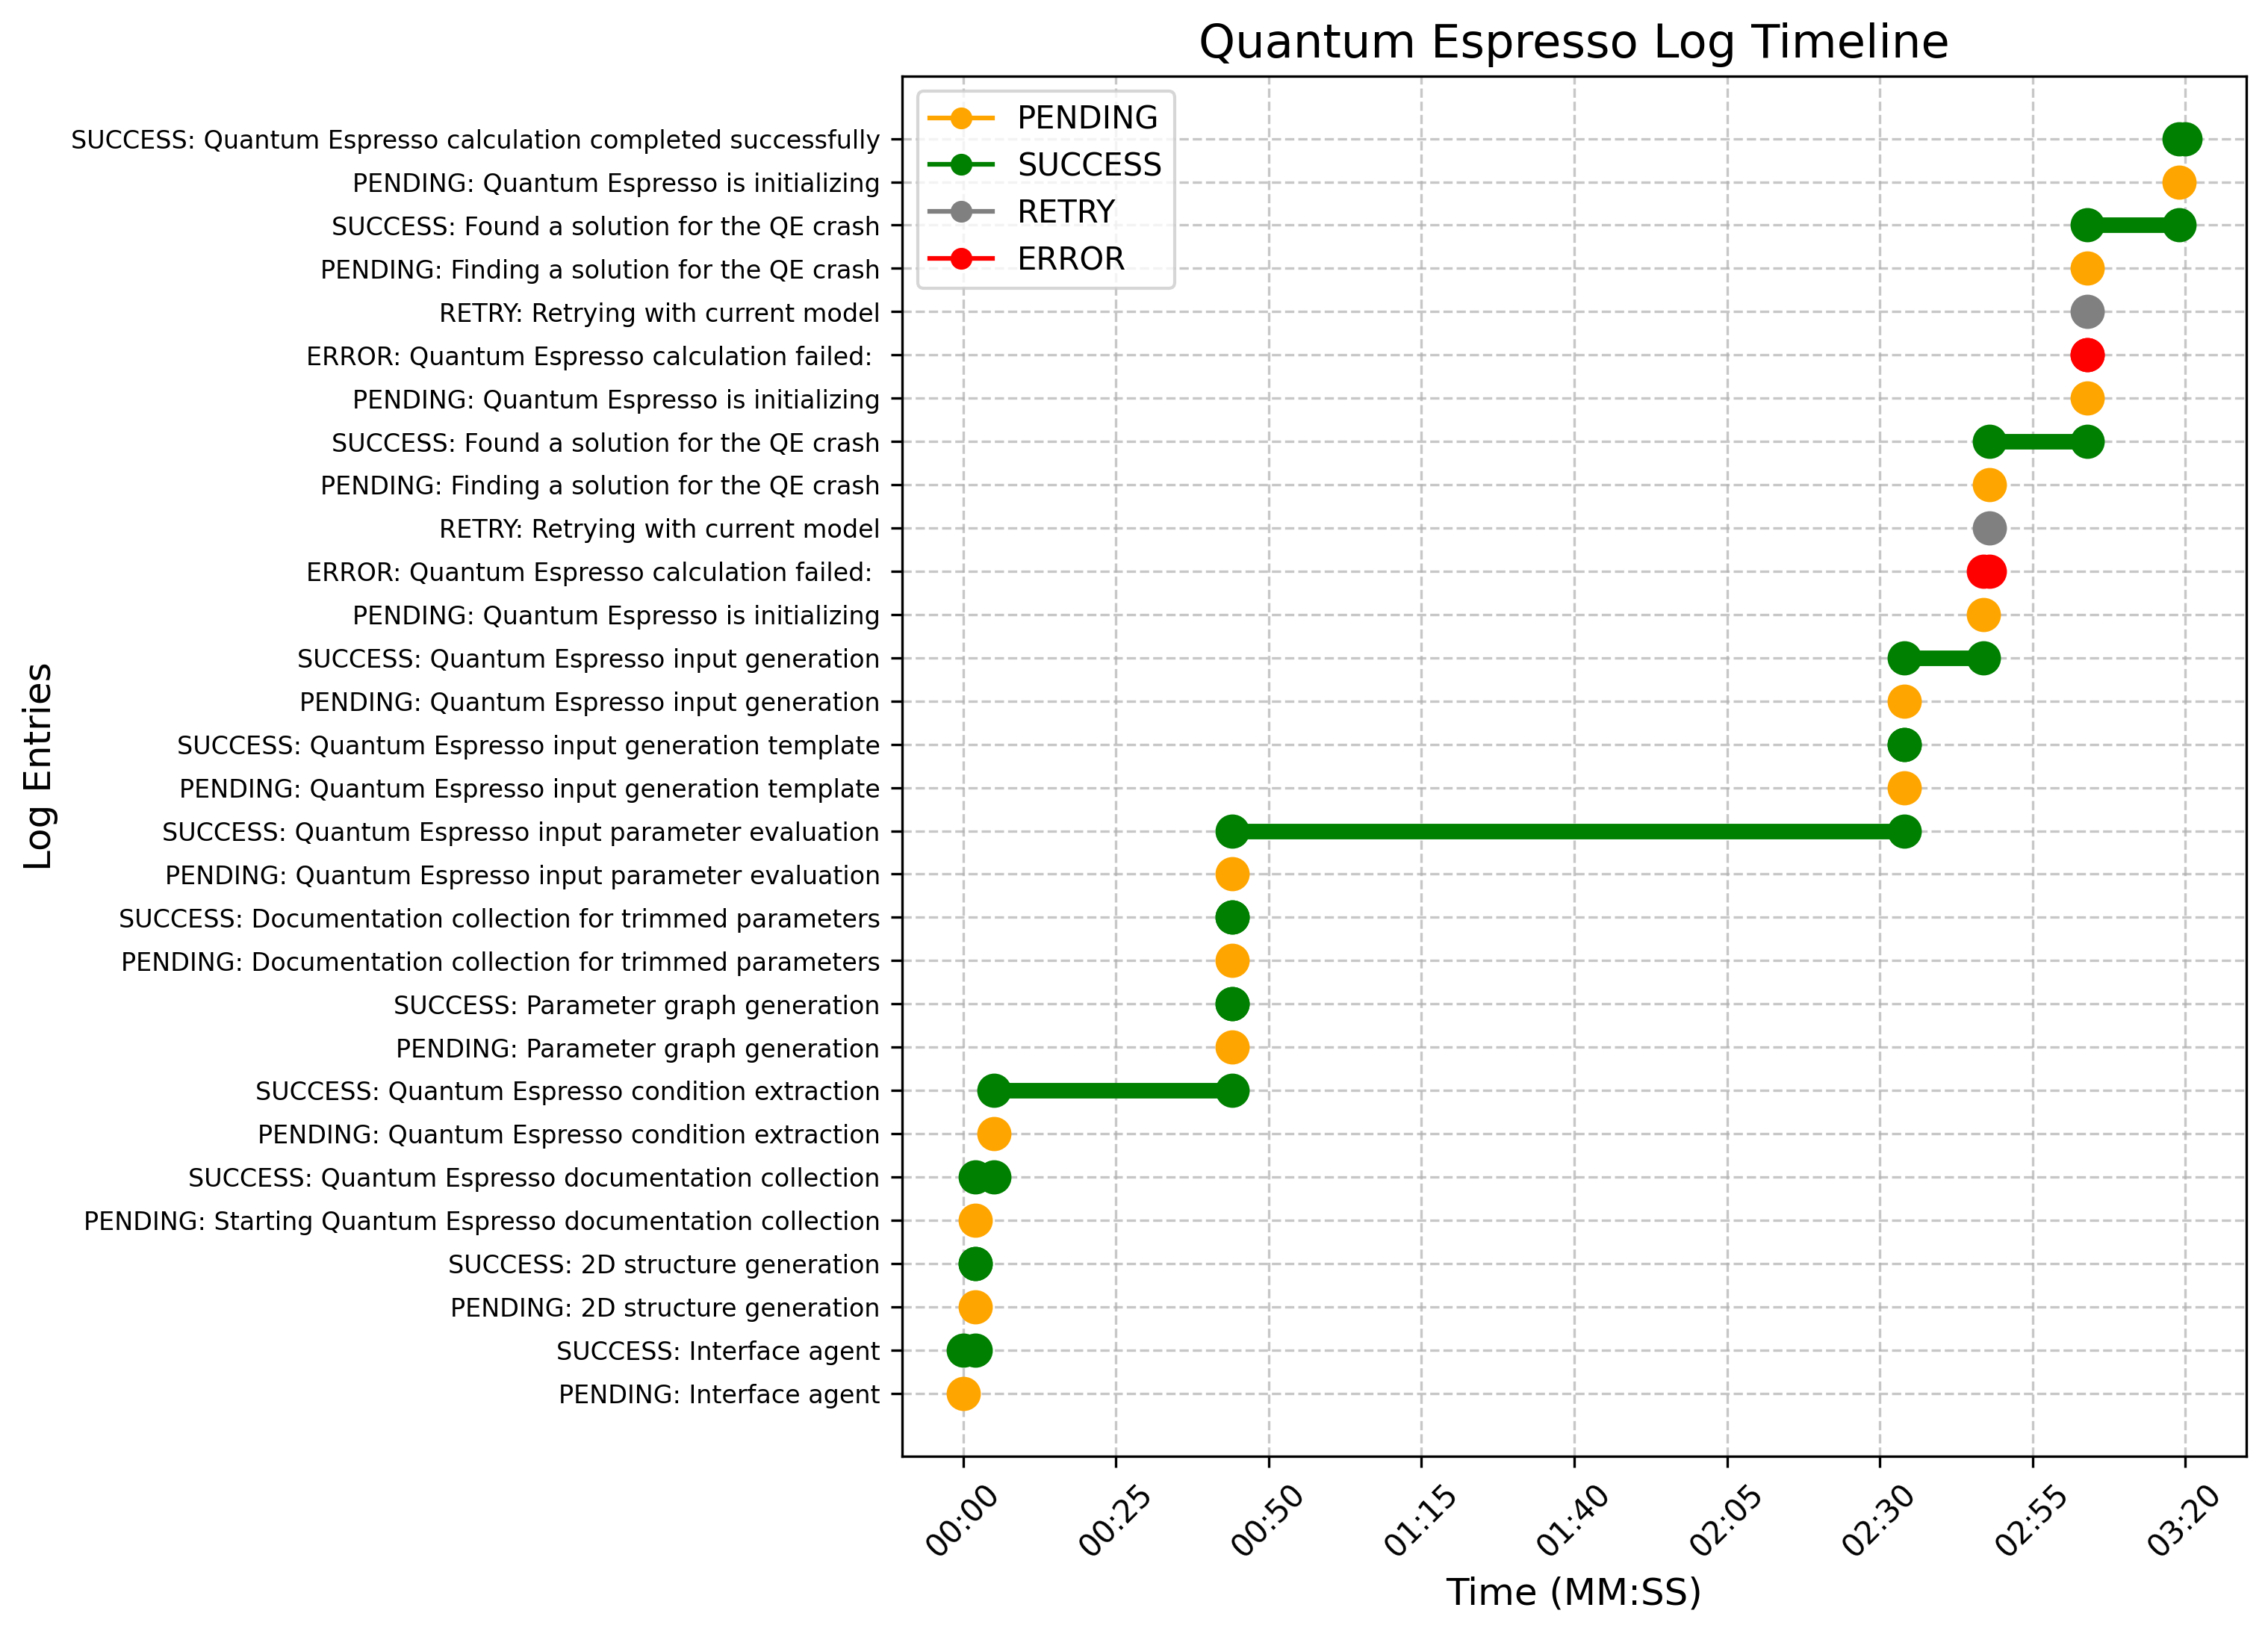 Quantum Espresso Log Timeline
PENDING
SUCCESS
RETRY
ERROR
Log Entries
SUCCESS: Quantum Espresso calculation completed successfully
PENDING: Quantum Espresso is initializing
SUCCESS: Found a solution for the QE crash
PENDING: Finding a solution for the QE crash
RETRY: Retrying with current model
ERROR: Quantum Espresso calculation failed:
PENDING: Quantum Espresso is initializing
SUCCESS: Found a solution for the QE crash
PENDING: Finding a solution for the QE crash
RETRY: Retrying with current model
ERROR: Quantum Espresso calculation failed:
PENDING: Quantum Espresso is initializing
SUCCESS: Quantum Espresso input generation
PENDING: Quantum Espresso input generation
SUCCESS: Quantum Espresso input generation template
PENDING: Quantum Espresso input generation template
SUCCESS: Quantum Espresso input parameter evaluation
PENDING: Quantum Espresso input parameter evaluation
SUCCESS: Documentation collection for trimmed parameters
PENDING: Documentation collection for trimmed parameters
SUCCESS: Parameter graph generation
PENDING: Parameter graph generation
SUCCESS: Quantum Espresso condition extraction
PENDING: Quantum Espresso condition extraction
SUCCESS: Quantum Espresso documentation collection
PENDING: Starting Quantum Espresso documentation collection
SUCCESS: 2D structure generation
PENDING: 2D structure generation
SUCCESS: Interface agent
PENDING: Interface agent
00:00
00:25
00:50
01:15
01:40
02:05
02:30
02:55
03:20
Time (MM:SS)